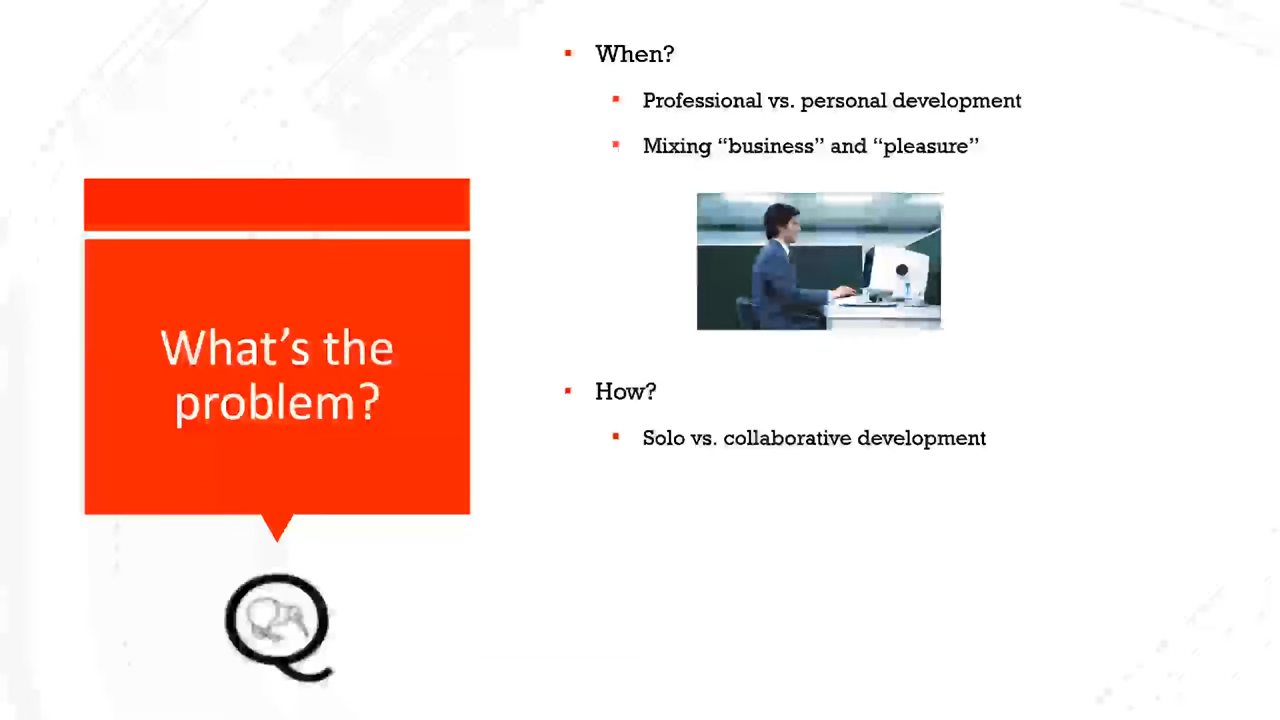 What's the
problem?
When?
Professional vs. personal development
Mixing “business” and “pleasure”
How?
Solo vs. collaborative development